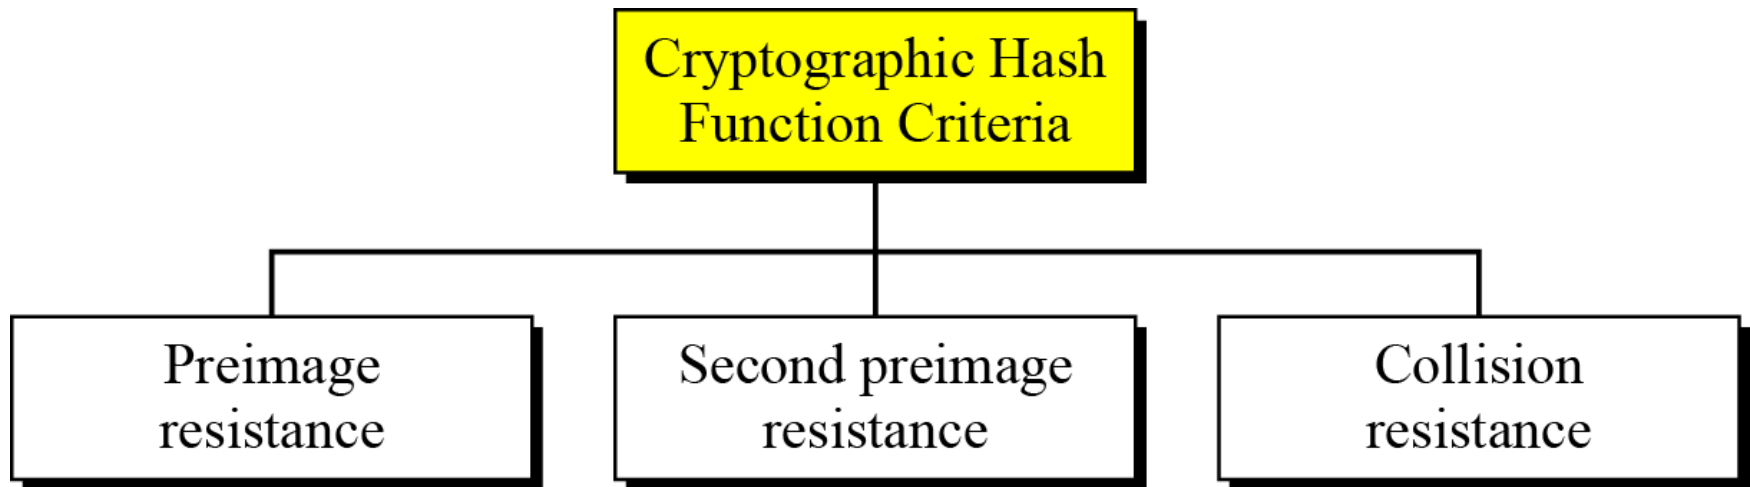 Cryptographic Hash
Function Criteria
Preimage
resistance
Second preimage
resistance
Collision
resistance